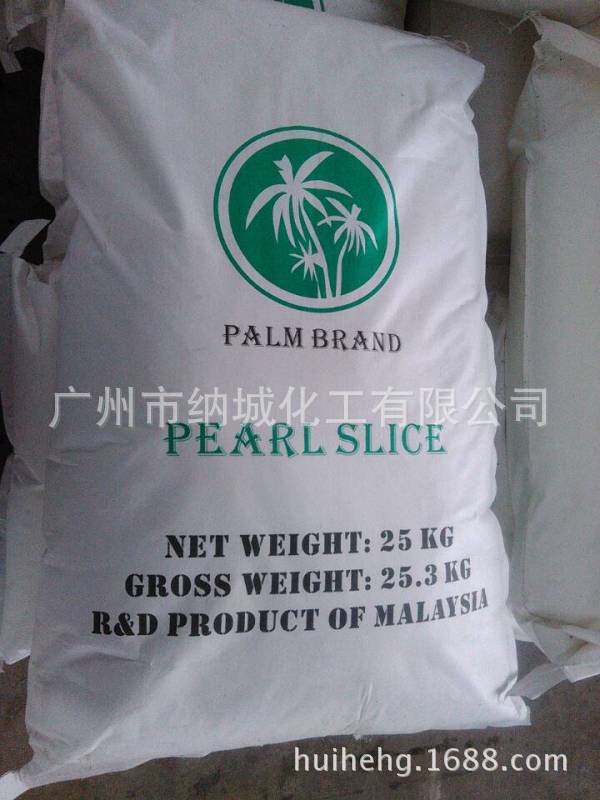 PALM BRAND
广州市纳城化工有限公司
PEARL SLICE
NET WEIGHT: 25 KG
GROSS WEIGHT: 25.3 KG
R&D PRODUCT OF MALAYSIA
huihehg.1688.com